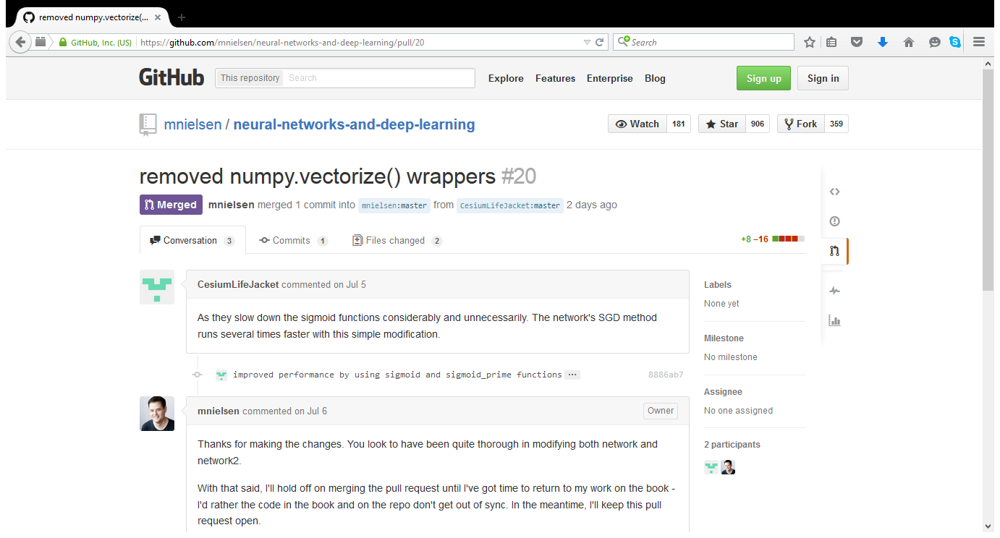 removed numpy.vectorize(...
GitHub, Inc. (US) https://github.com/mnielsen/neural-networks-and-deep-learning/pull/20 Search
GitHub This repository Search Explore Features Enterprise Blog Sign up Sign in
mnielsen / neural-networks-and-deep-learning Watch 181 Star 906 Fork 359
removed numpy.vectorize() wrappers #20
Merged mnielsen merged 1 commit into mnielsen:master from CesiumLifeJacket:master 2 days ago
Conversation 3 Commits 1 Files changed 2 +8 −16
CesiumLifeJacket commented on Jul 5
As they slow down the sigmoid functions considerably and unnecessarily. The network's SGD method
runs several times faster with this simple modification.
improved performance by using sigmoid and sigmoid_prime functions ... 8886ab7
mnielsen commented on Jul 6 Owner
Thanks for making the changes. You look to have been quite thorough in modifying both network and
network2.
With that said, I'll hold off on merging the pull request until I've got time to return to my work on the book -
I'd rather the code in the book and on the repo don't get out of sync. In the meantime, I'll keep this pull
request open.
Labels
None yet
Milestone
No milestone
Assignee
No one assigned
2 participants